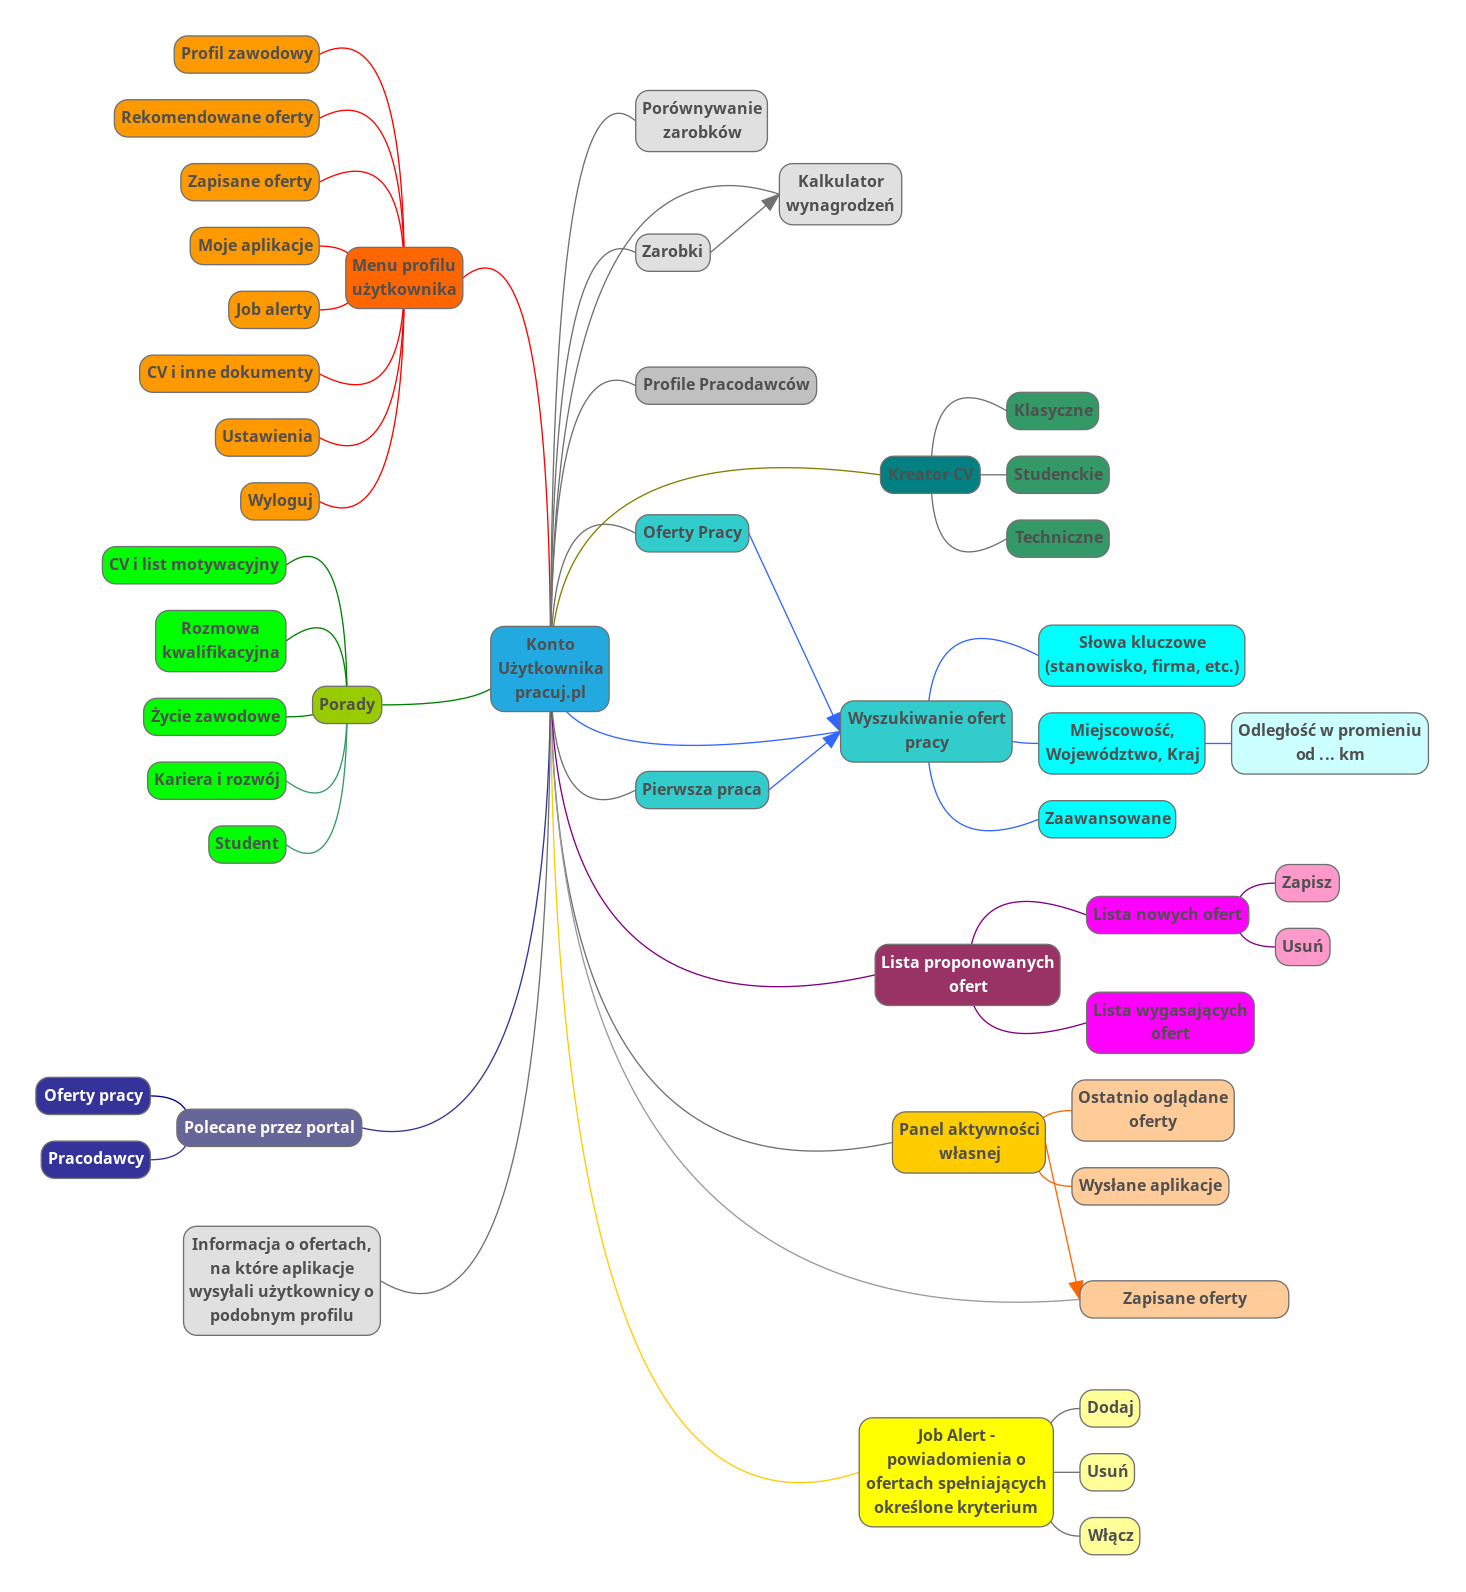 Profil zawodowy
Rekomendowane oferty
Zapisane oferty
Moje aplikacje
Job alerty
CV i inne dokumenty
Ustawienia
Wyloguj
Menu profilu
użytkownika
CV i list motywacyjny
Rozmowa
kwalifikacyjna
Życie zawodowe
Kariera i rozwój
Student
Porady
Oferty pracy
Pracodawcy
Polecane przez portal
Informacja o ofertach,
na które aplikacje
wysyłali użytkownicy o
podobnym profilu
Konto
Użytkownika
pracuj.pl
Porównywanie
zarobków
Kalkulator
wynagrodzeń
Zarobki
Profile Pracodawców
Kreator CV
Klasyczne
Studenckie
Techniczne
Oferty Pracy
Pierwsza praca
Wyszukiwanie ofert
pracy
Słowa kluczowe
(stanowisko, firma, etc.)
Miejscowość,
Województwo, Kraj
Odległość w promieniu
od ... km
Zaawansowane
Lista proponowanych
ofert
Lista nowych ofert
Zapisz
Usuń
Lista wygasających
ofert
Panel aktywności
własnej
Ostatnio oglądane
oferty
Wysłane aplikacje
Zapisane oferty
Job Alert -
powiadomienia o
ofertach spełniających
określone kryterium
Dodaj
Usuń
Włącz